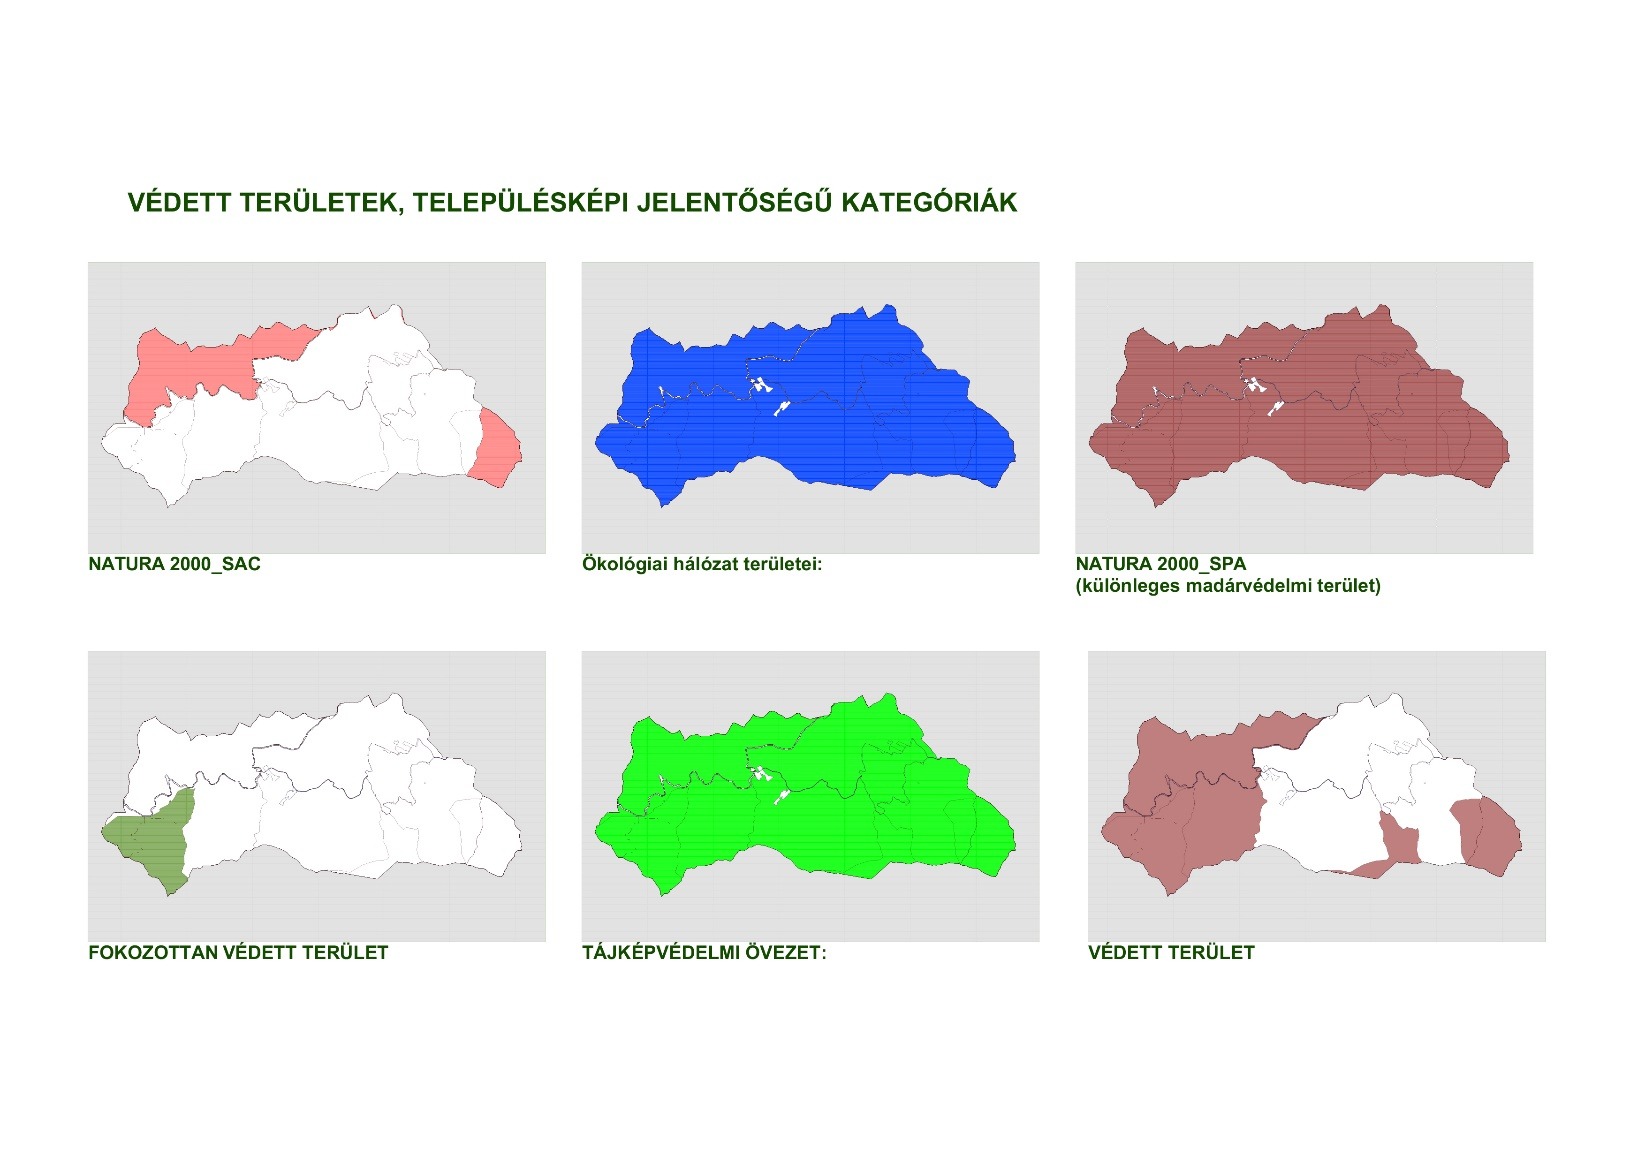 VÉDETT TERÜLETEK, TELEPÜLÉSKÉPI JELENTŐSÉGŰ KATEGÓRIÁK
NATURA 2000_SAC
Ökológiai hálózat területei:
NATURA 2000_SPA
(különleges madárvédelmi terület)
FOKOZOTTAN VÉDETT TERÜLET
TÁJKÉPVÉDELMI ÖVEZET:
VÉDETT TERÜLET